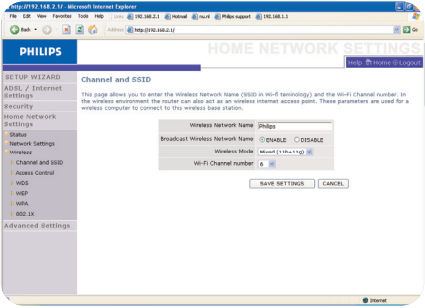 http://192.168.2.1/ - Microsoft Internet Explorer
File Edit View Favorites Tools Help Links 192.168.2.1 Hotmail nu.nl Philips support 192.168.1.1
Back Address http://192.168.2.1/ Go
PHILIPS
HOME NETWORK SETTINGS
Help Home Logout
SETUP WIZARD
ADSL / Internet Settings
Security
Home Network Settings
Status
Network Settings
Wireless
Channel and SSID
Access Control
WDS
WEP
WPA
802.1X
Advanced Settings
Channel and SSID
This page allows you to enter the Wireless Network Name (SSID in Wi-fi teminology) and the Wi-Fi Channel number. In
the wireless environment the router can also act as an wireless internet access point. These parameters are used for a
wireless computer to connect to this wireless base station.
Wireless Network Name Philips
Broadcast Wireless Network Name ENABLE DISABLE
Wireless Mode Mixed (11b+11g)
Wi-Fi Channel number 6
SAVE SETTINGS CANCEL
Internet